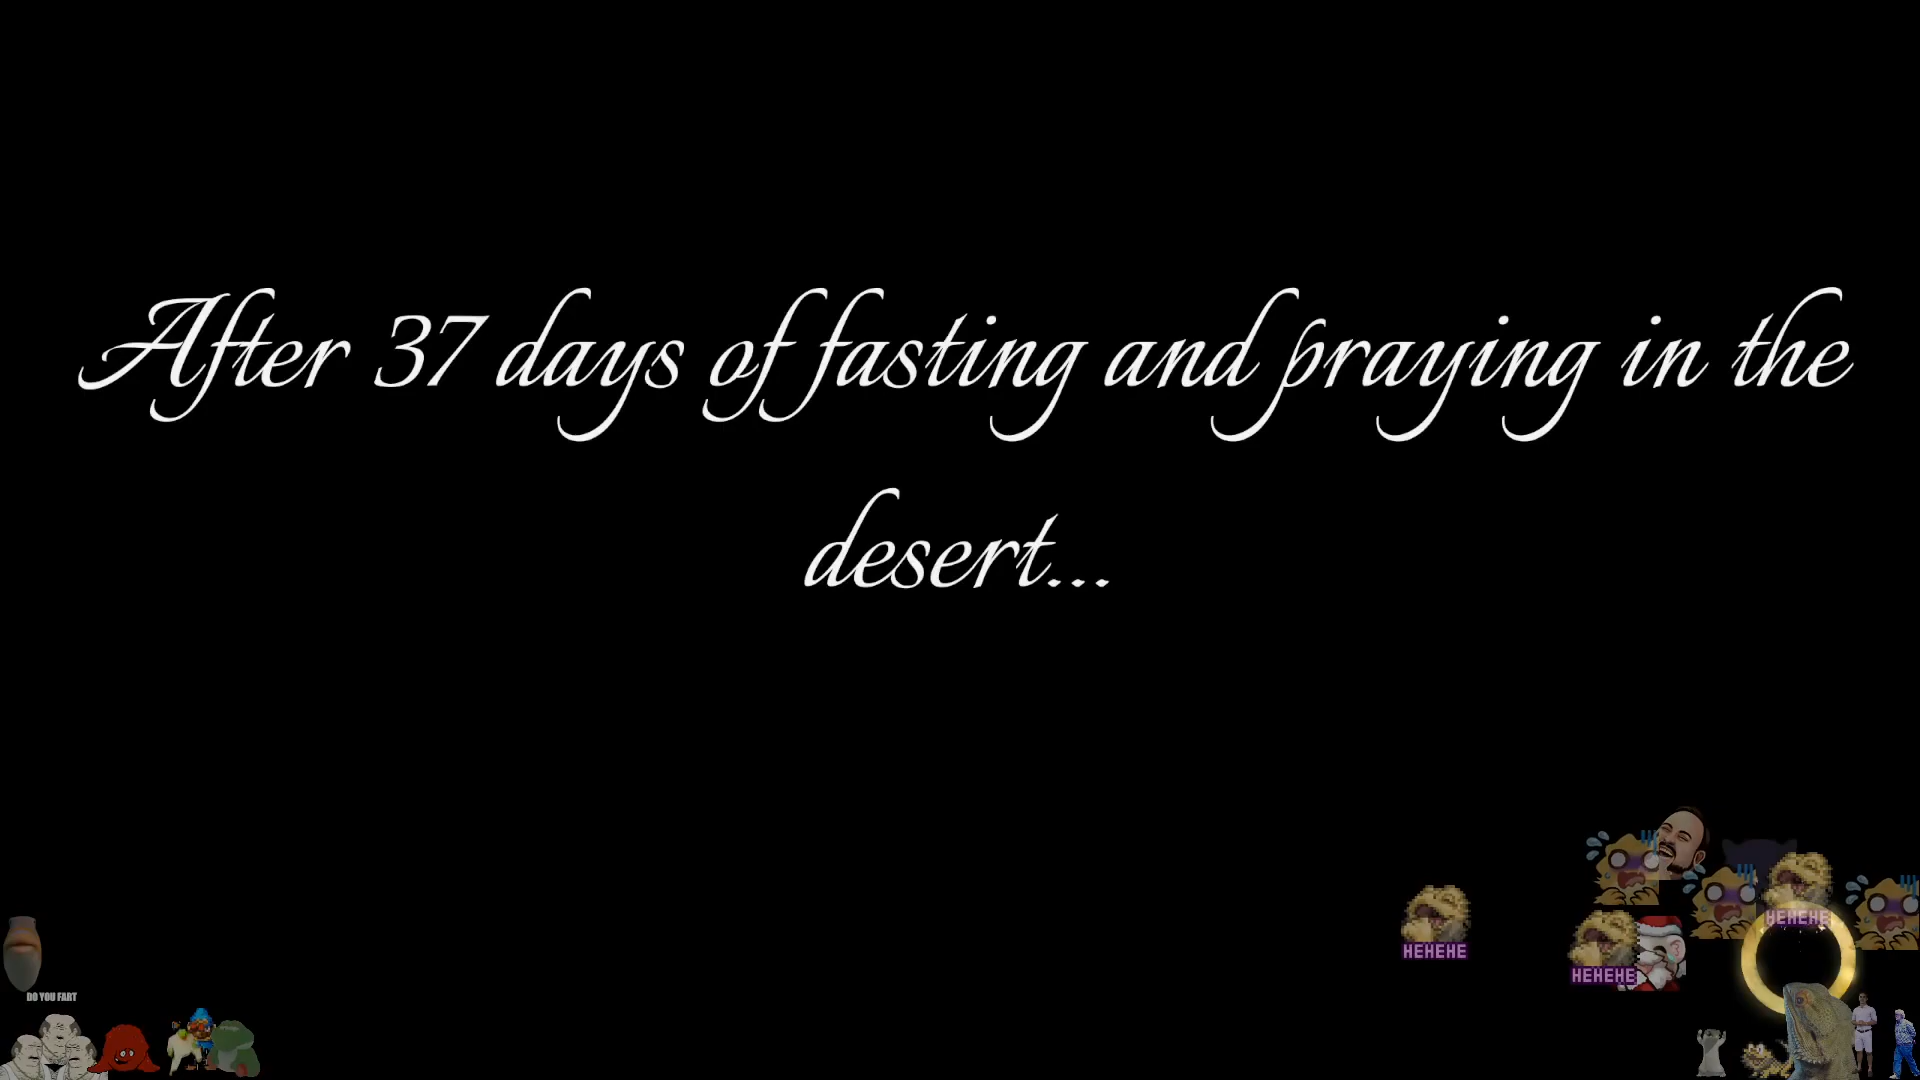 After 37 days of fasting and praying in the
desert...
HEHEHE
HEHEHE
HEHEHE
DO YOU FART